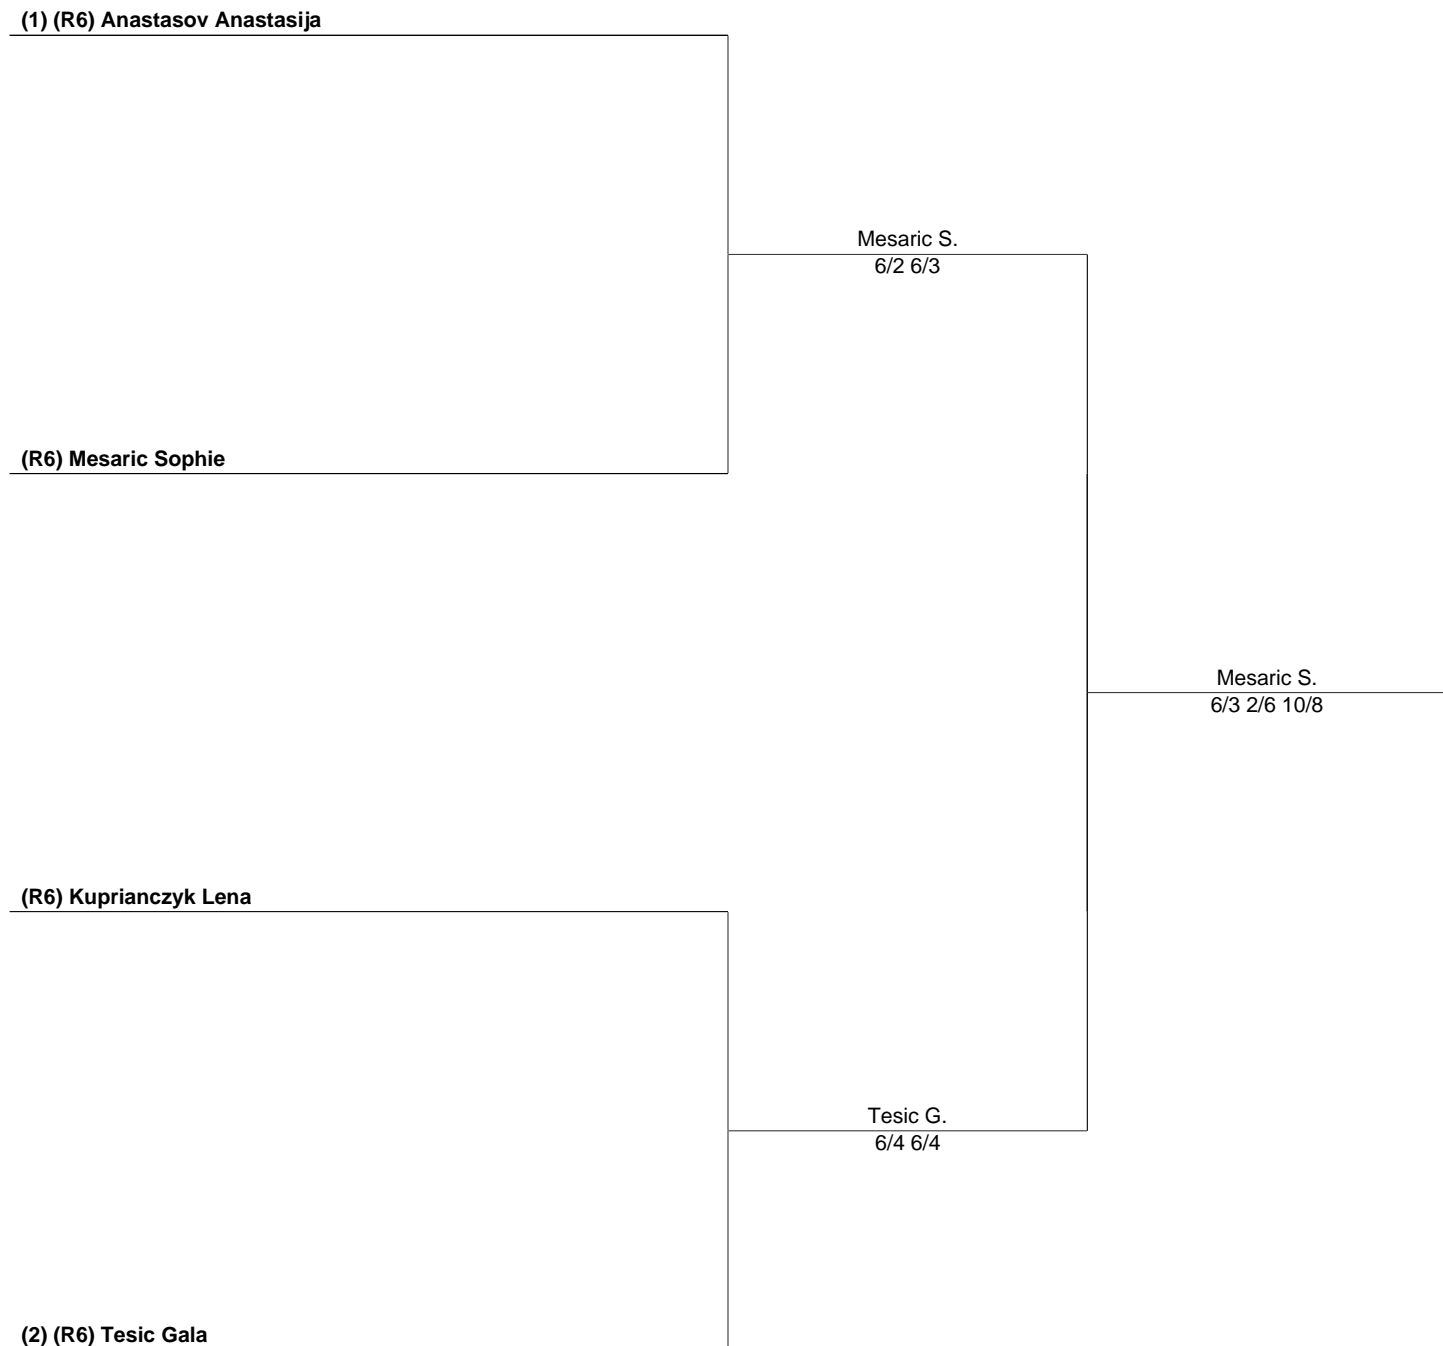 (1) (R6) Anastasov Anastasija
Mesaric S.
6/2 6/3
(R6) Mesaric Sophie
Mesaric S.
6/3 2/6 10/8
(R6) Kuprianczyk Lena
Tesic G.
6/4 6/4
(2) (R6) Tesic Gala